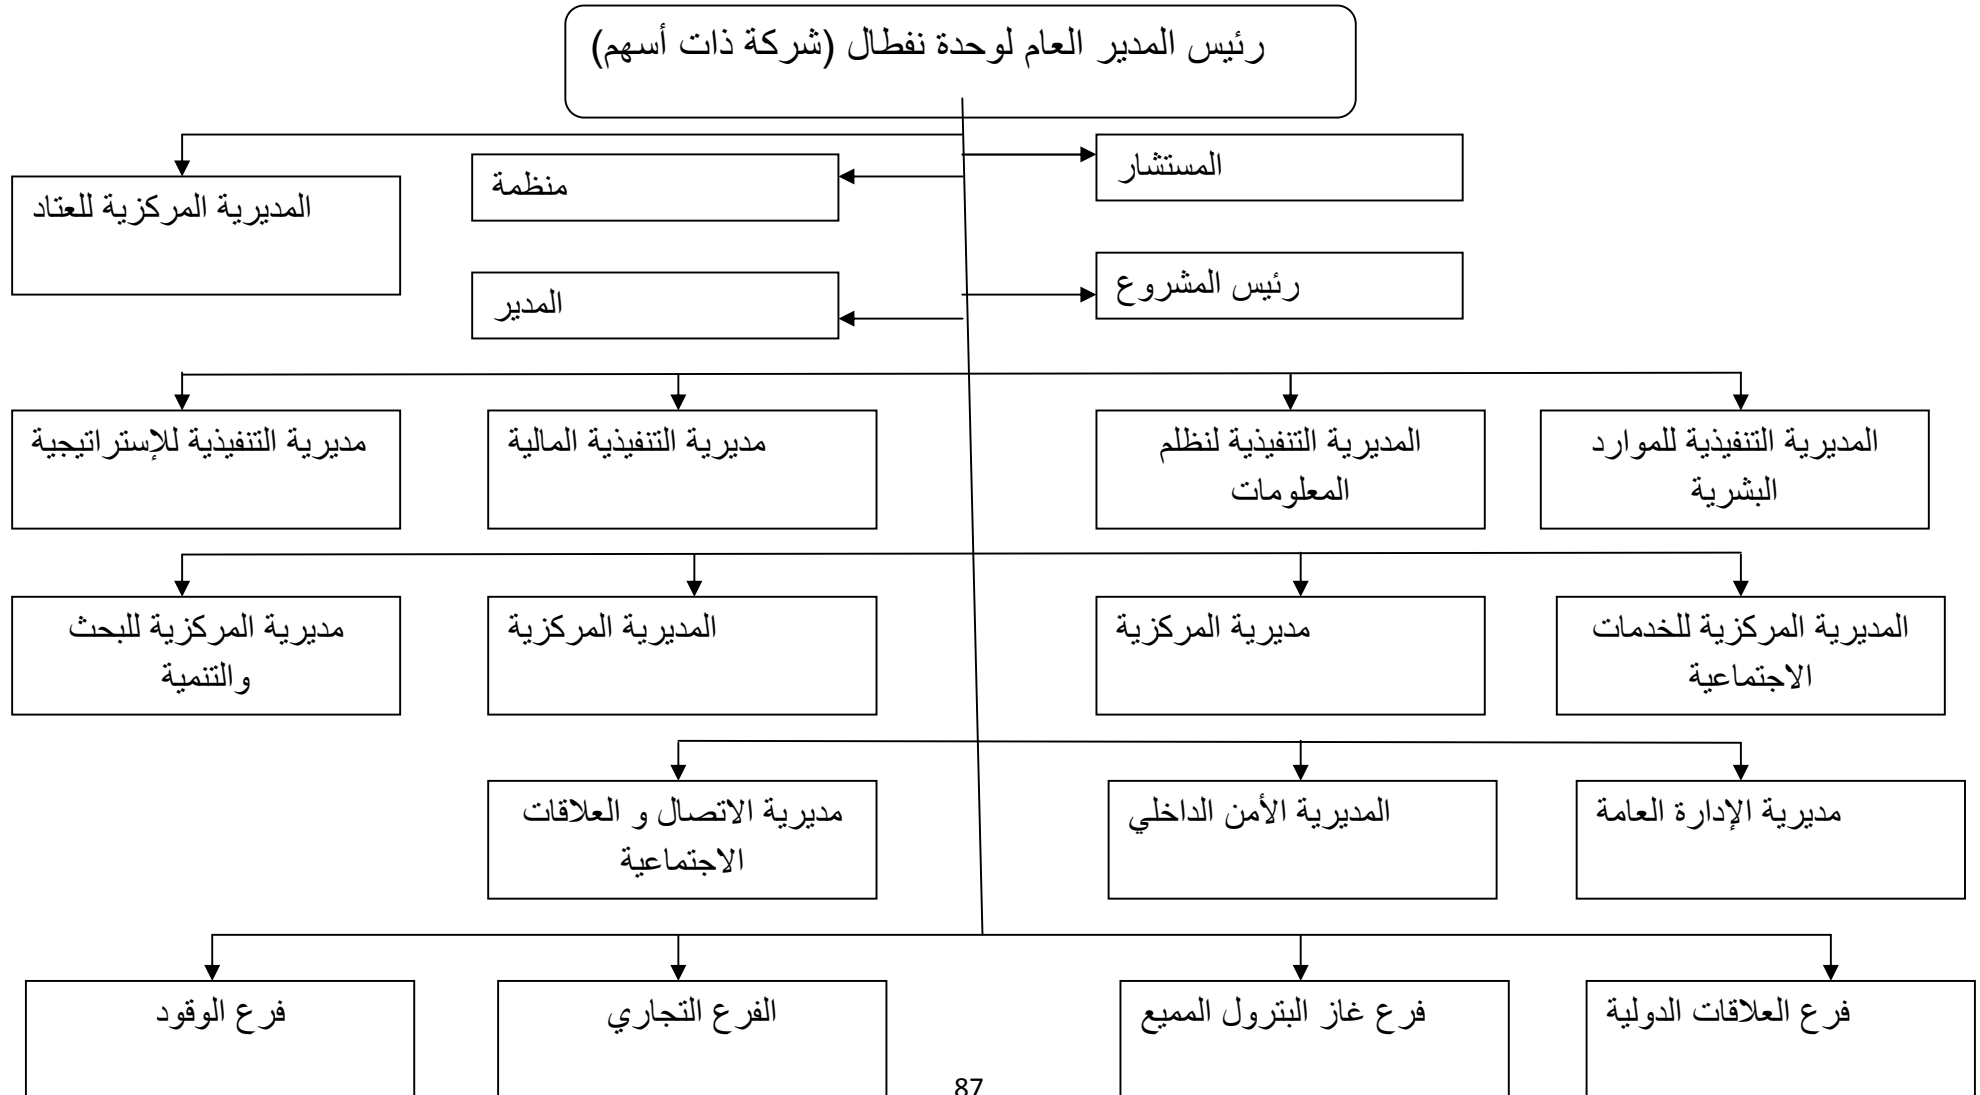 رئيس المدير العام لوحدة نفطال (شركة ذات أسهم)
المستشار
منظمة
المديرية المركزية للعتاد
رئيس المشروع
المدير
المديرية التنفيذية للموارد
البشرية
المديرية التنفيذية لنظلم
المعلومات
مديرية التنفيذية المالية
مديرية التنفيذية للإستراتيجية
المديرية المركزية للخدمات
الاجتماعية
مديرية المركزية
المديرية المركزية
مديرية المركزية للبحث
والتنمية
مديرية الإدارة العامة
المديرية الأمن الداخلي
مديرية الاتصال و العلاقات
الاجتماعية
فرع العلاقات الدولية
فرع غاز البترول المميع
الفرع التجاري
فرع الوقود
87